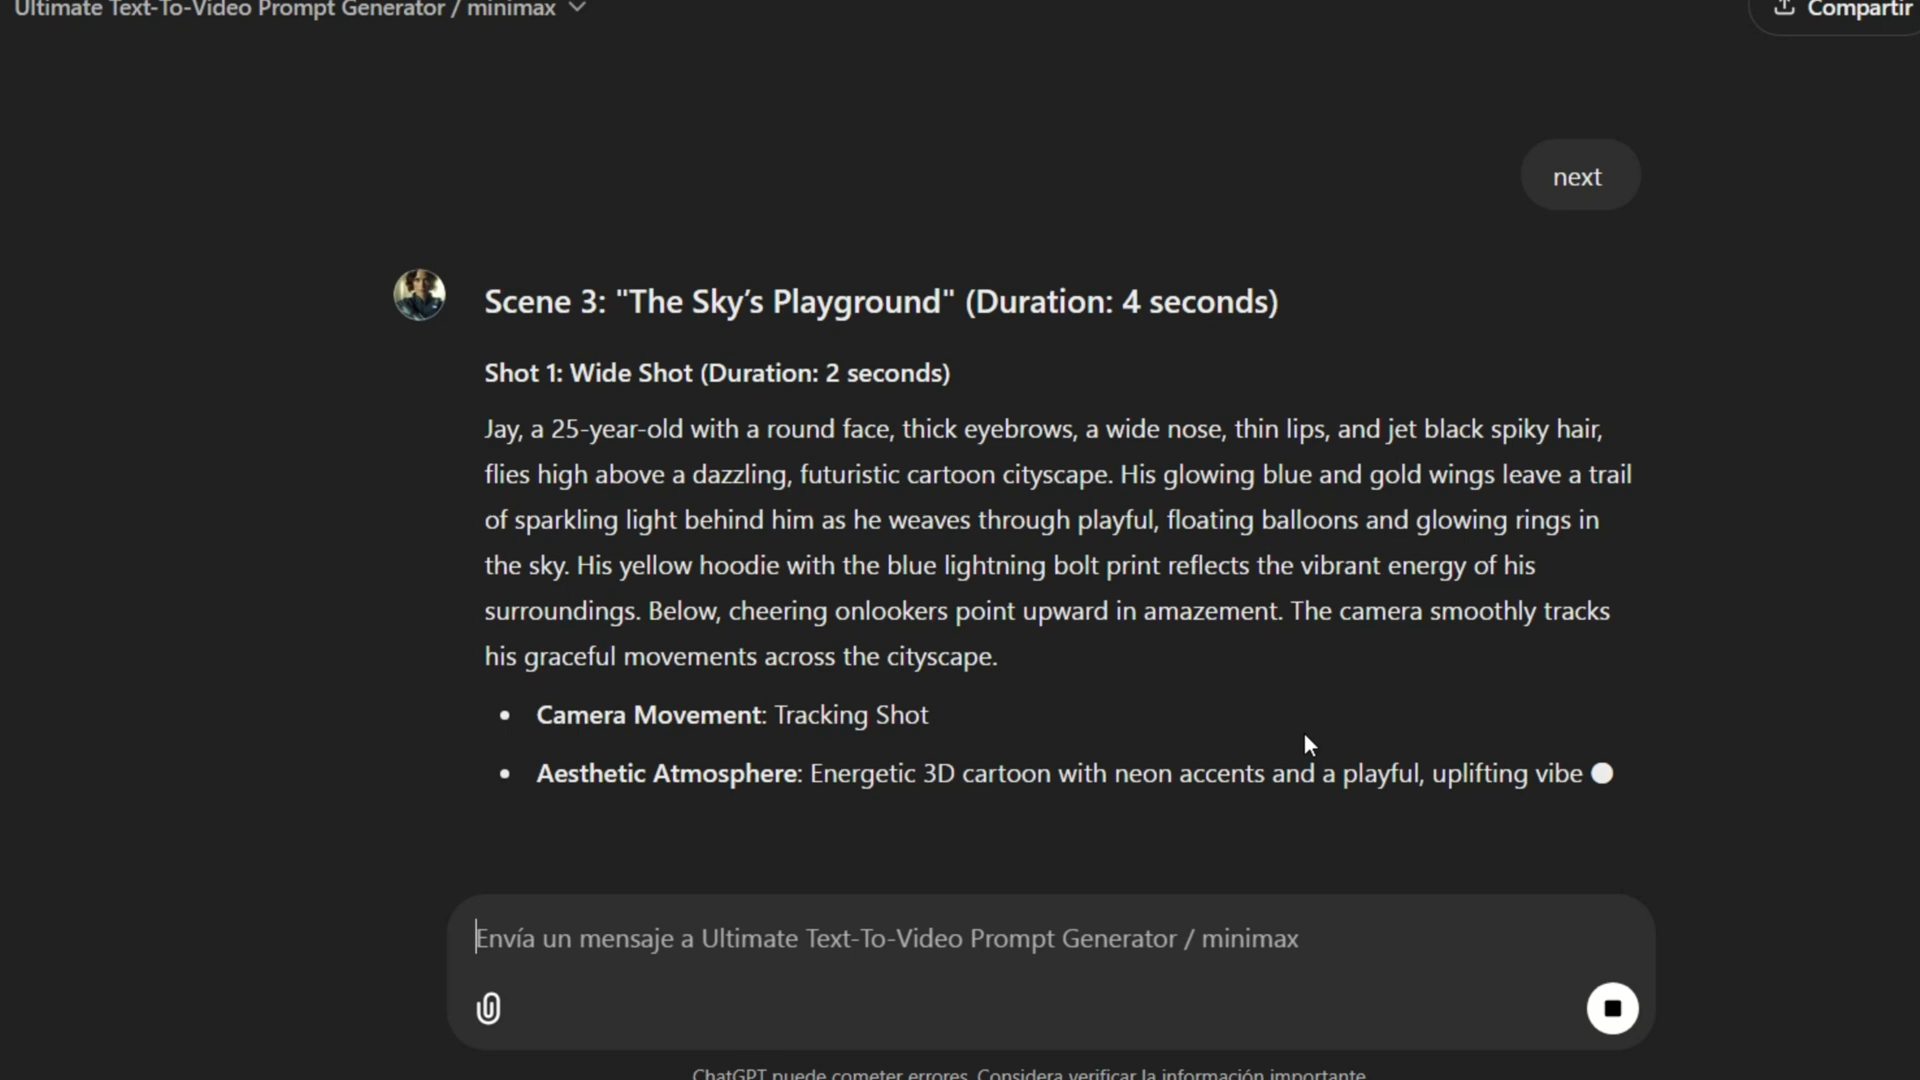 Ultimate Text-To-Video Prompt Generator / minimax
Compartir
next
Scene 3: "The Sky’s Playground" (Duration: 4 seconds)
Shot 1: Wide Shot (Duration: 2 seconds)
Jay, a 25-year-old with a round face, thick eyebrows, a wide nose, thin lips, and jet black spiky hair,
flies high above a dazzling, futuristic cartoon cityscape. His glowing blue and gold wings leave a trail
of sparkling light behind him as he weaves through playful, floating balloons and glowing rings in
the sky. His yellow hoodie with the blue lightning bolt print reflects the vibrant energy of his
surroundings. Below, cheering onlookers point upward in amazement. The camera smoothly tracks
his graceful movements across the cityscape.
• Camera Movement: Tracking Shot
• Aesthetic Atmosphere: Energetic 3D cartoon with neon accents and a playful, uplifting vibe
Envía un mensaje a Ultimate Text-To-Video Prompt Generator / minimax
ChatGPT puede cometer errores. Considera verificar la información importante.